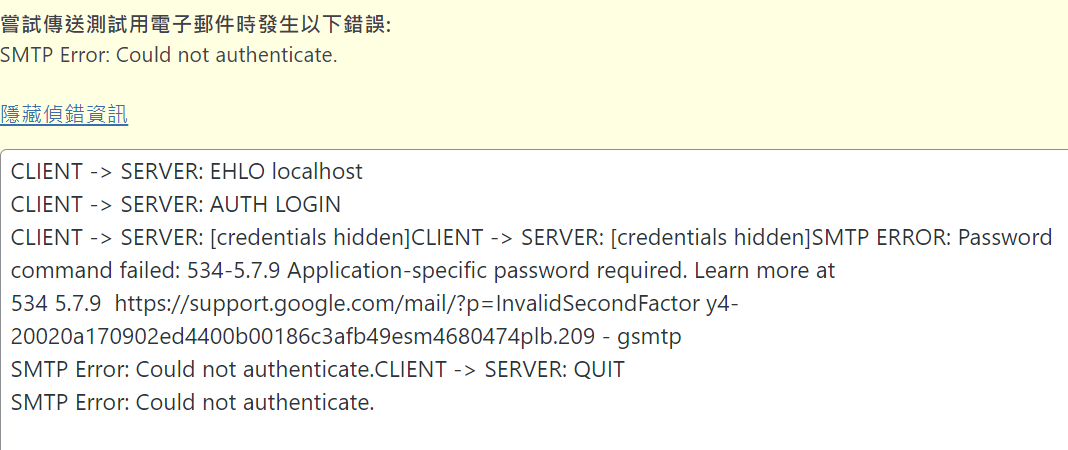 嘗試傳送測試用電子郵件時發生以下錯誤:
SMTP Error: Could not authenticate.
隱藏偵錯資訊
CLIENT -> SERVER: EHLO localhost
CLIENT -> SERVER: AUTH LOGIN
CLIENT -> SERVER: [credentials hidden]CLIENT -> SERVER: [credentials hidden]SMTP ERROR: Password
command failed: 534-5.7.9 Application-specific password required. Learn more at
534 5.7.9  https://support.google.com/mail/?p=InvalidSecondFactor y4-
20020a170902ed4400b00186c3afb49esm4680474plb.209 - gsmtp
SMTP Error: Could not authenticate.CLIENT -> SERVER: QUIT
SMTP Error: Could not authenticate.